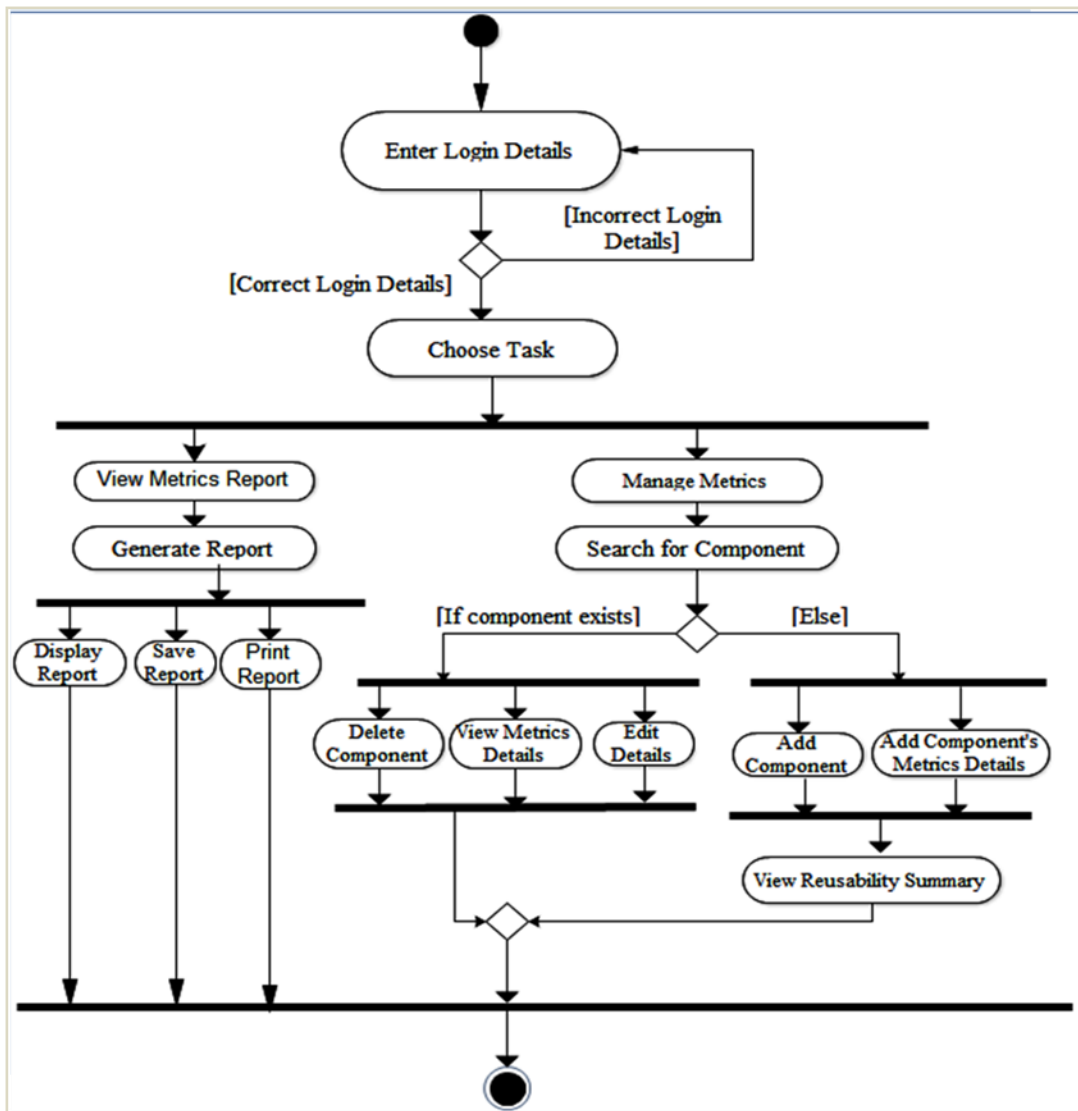 Enter Login Details
[Incorrect Login
Details]
[Correct Login Details]
Choose Task
View Metrics Report
Manage Metrics
Generate Report
Search for Component
[If component exists]
[Else]
Display
Report
Save
Report
Print
Report
Delete
Component
View Metrics
Details
Edit
Details
Add
Component
Add Component's
Metrics Details
View Reusability Summary